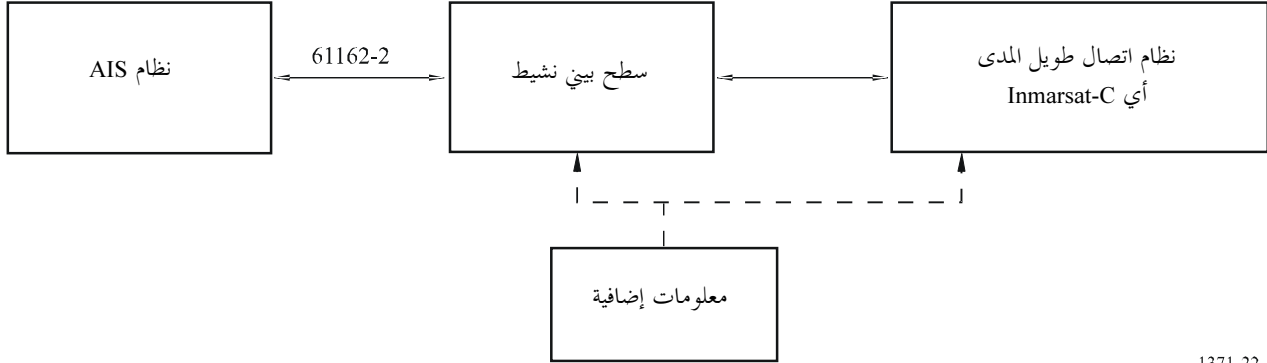 نظام AIS
61162-2
سطح بيني نشيط
نظام اتصال طويل المدى
أي Inmarsat-C
معلومات إضافية
1371-22